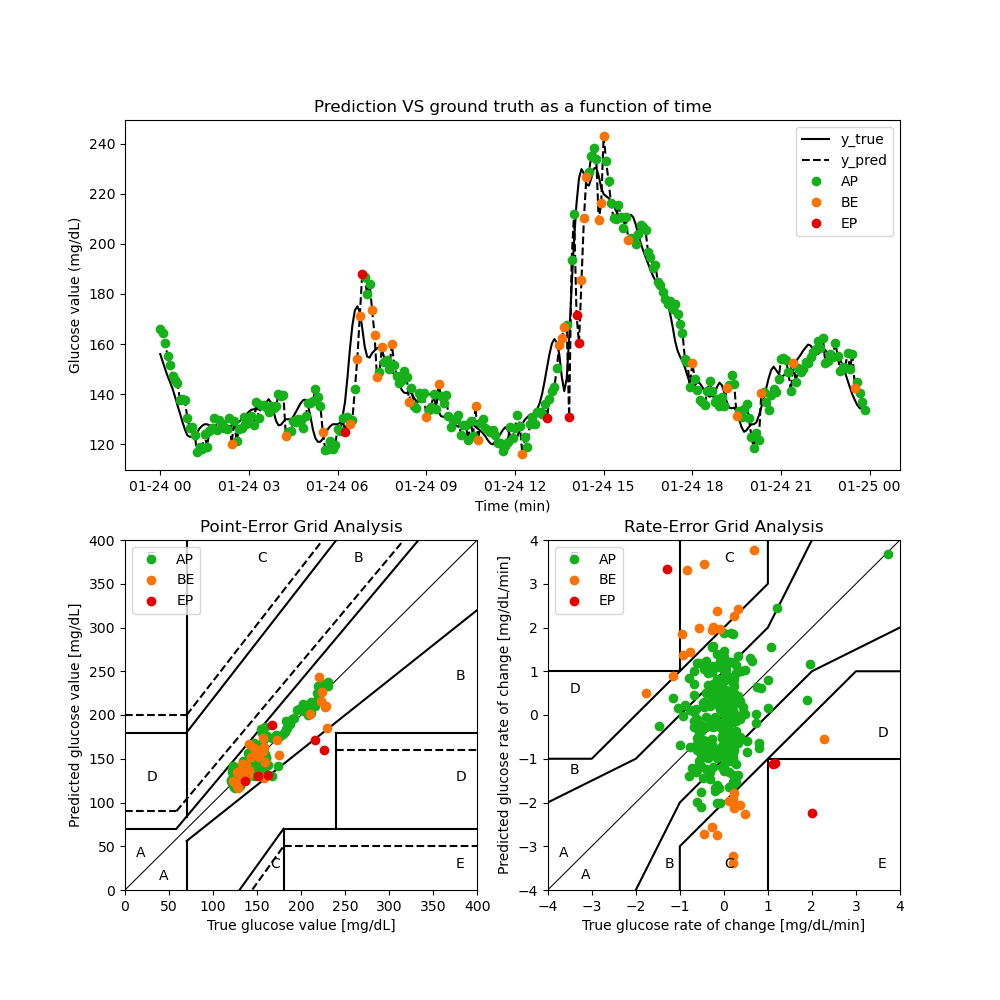 Prediction VS ground truth as a function of time
Glucose value (mg/dL)
240
220
200
180
160
140
120
y_true
y_pred
AP
BE
EP
01-24 00 01-24 03 01-24 06 01-24 09 01-24 12 01-24 15 01-24 18 01-24 21 01-25 00
Time (min)
Point-Error Grid Analysis
Predicted glucose value [mg/dL]
400
350
300
250
200
150
100
50
0
AP
BE
EP
C
B
B
D
D
A
A
C
E
0 50 100 150 200 250 300 350 400
True glucose value [mg/dL]
Rate-Error Grid Analysis
Predicted glucose rate of change [mg/dL/min]
4
3
2
1
0
−1
−2
−3
−4
AP
BE
EP
C
D
D
B
A
A
B
C
E
−4 −3 −2 −1 0 1 2 3 4
True glucose rate of change [mg/dL/min]